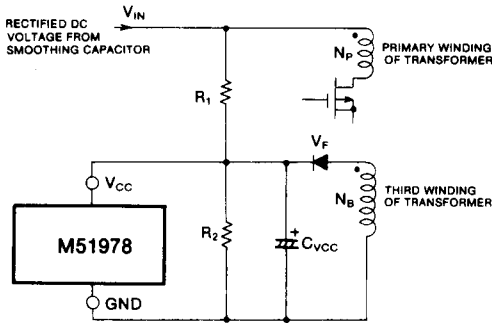 RECTIFIED DC
VOLTAGE FROM
SMOOTHING CAPACITOR
VIN
NP
PRIMARY WINDING
OF TRANSFORMER
R1
VF
VCC
NB
THIRD WINDING
OF TRANSFORMER
R2
+
CVCC
M51978
GND